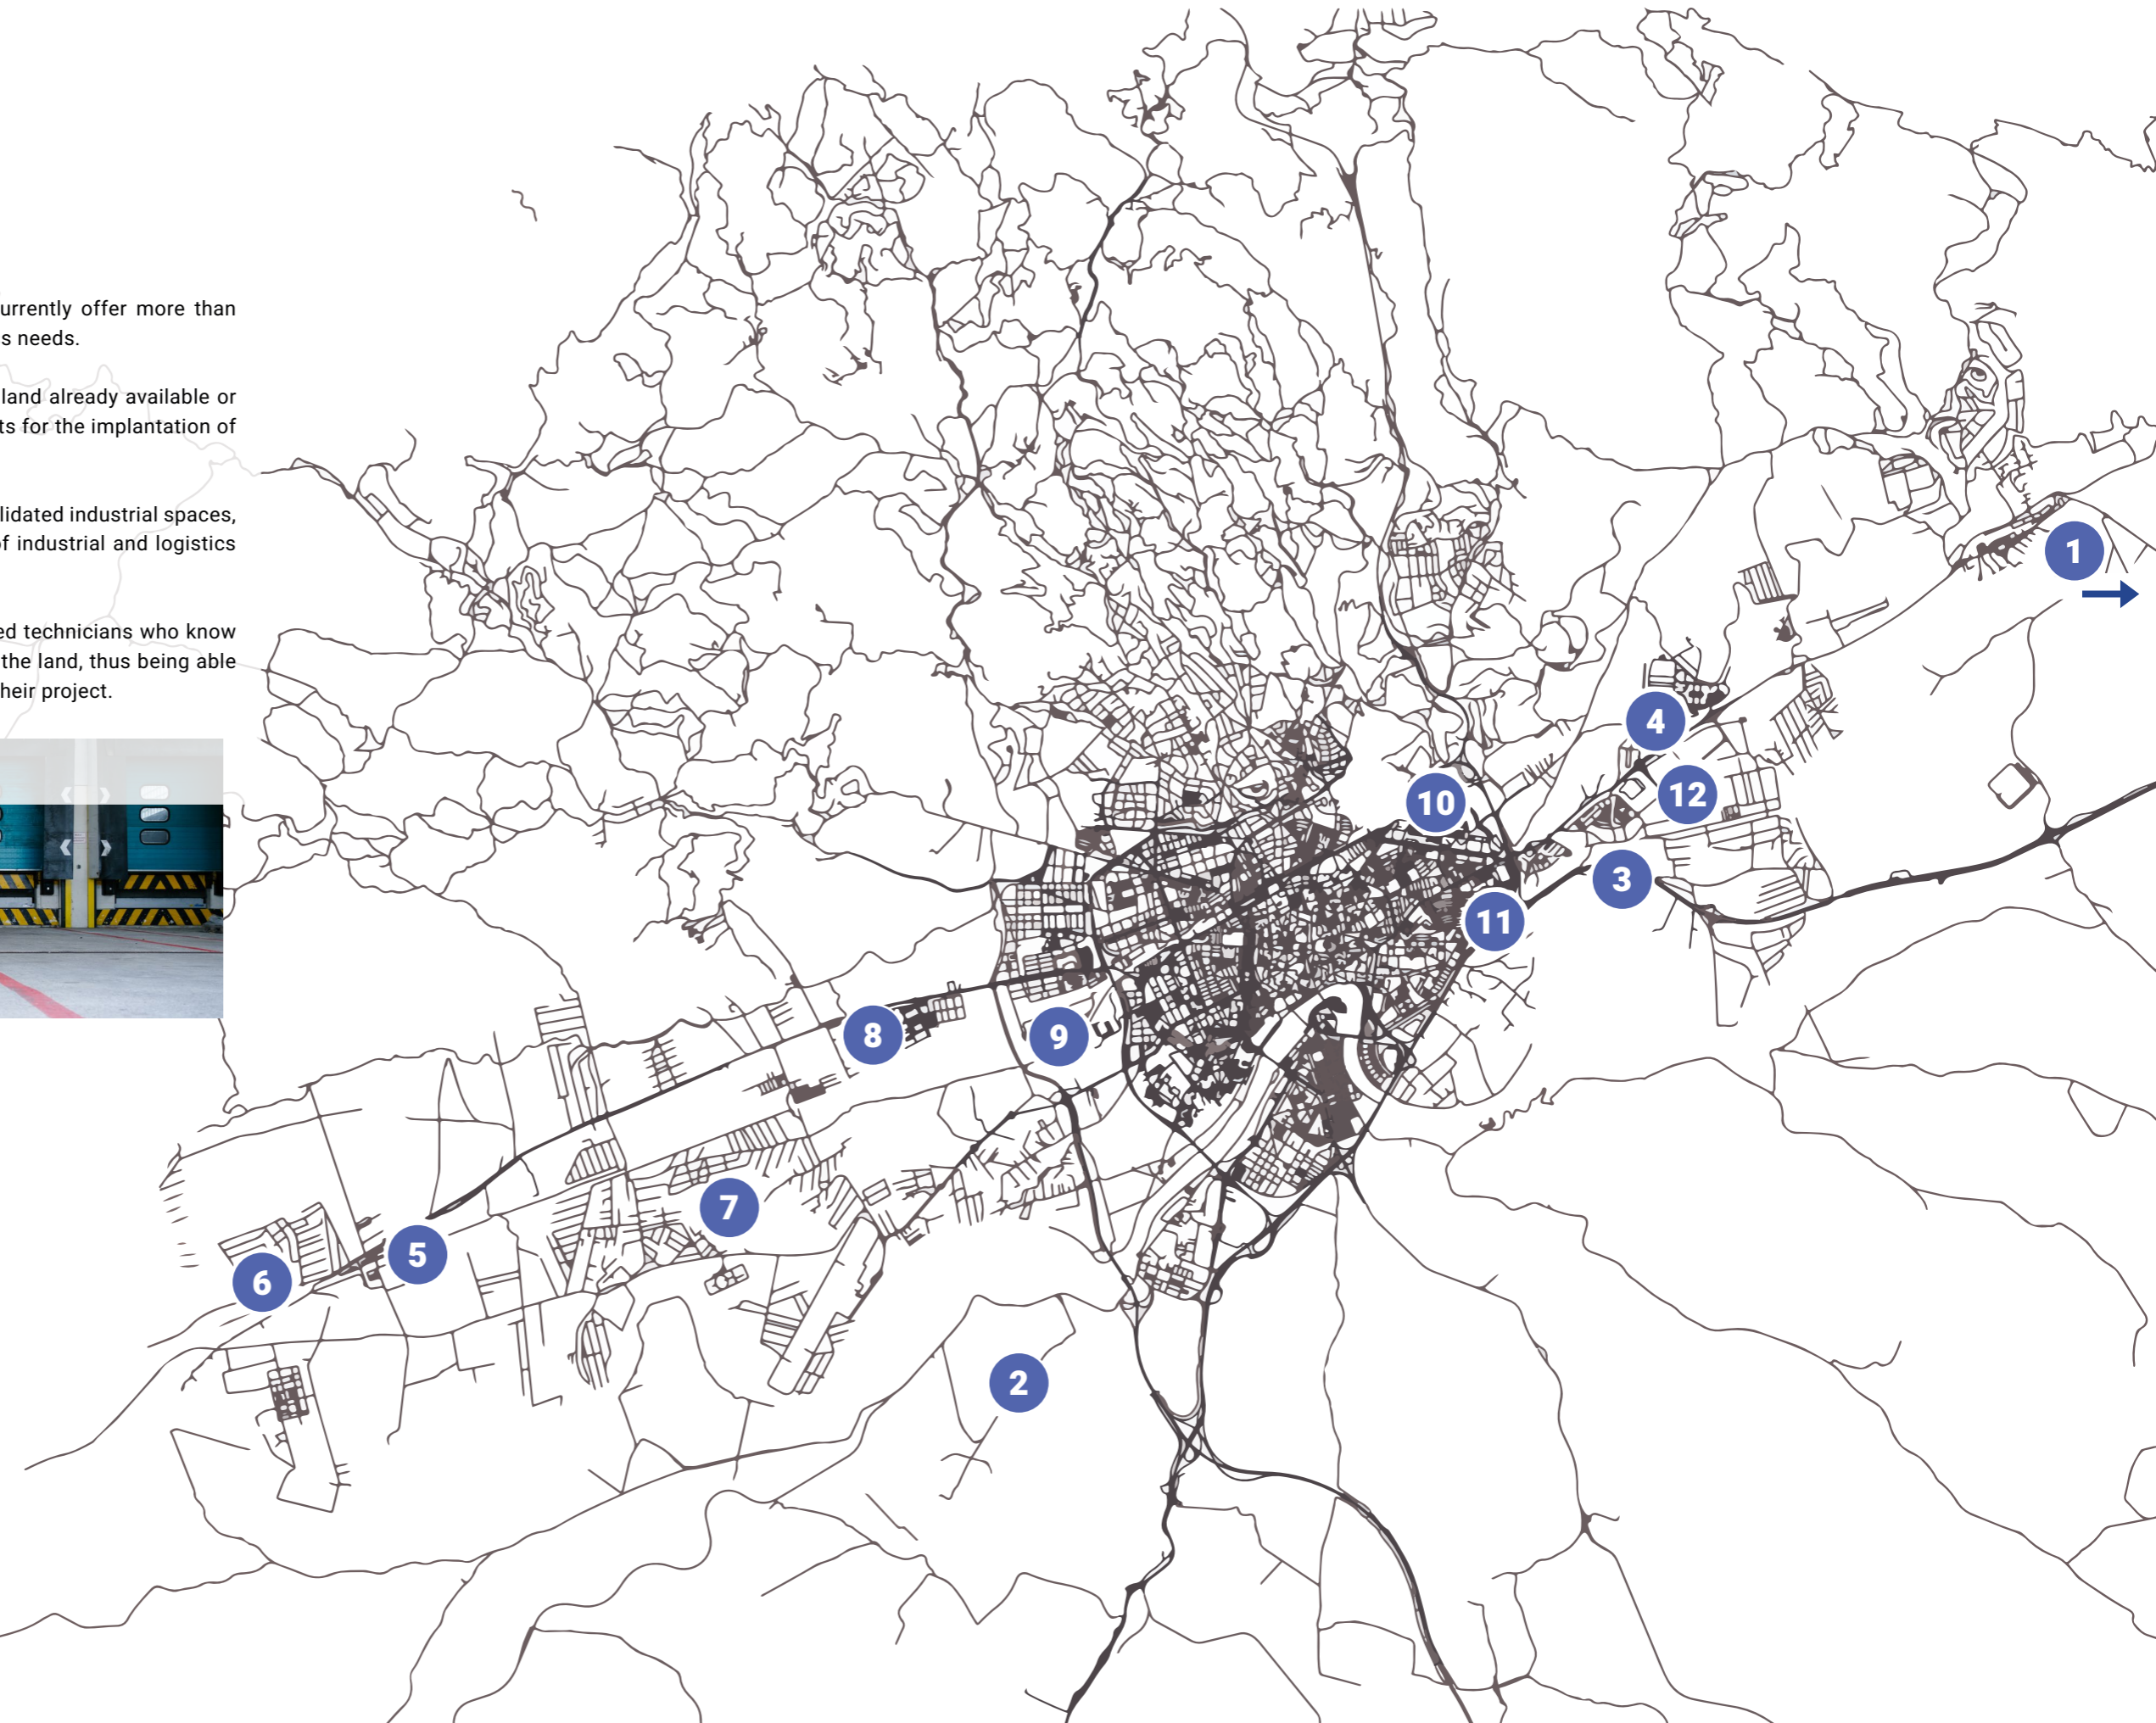 urrently offer more than
s needs.
land already available or
ts for the implantation of
lidated industrial spaces,
of industrial and logistics
ed technicians who know
the land, thus being able
heir project.
1
4
12
10
3
11
8
9
7
5
6
2